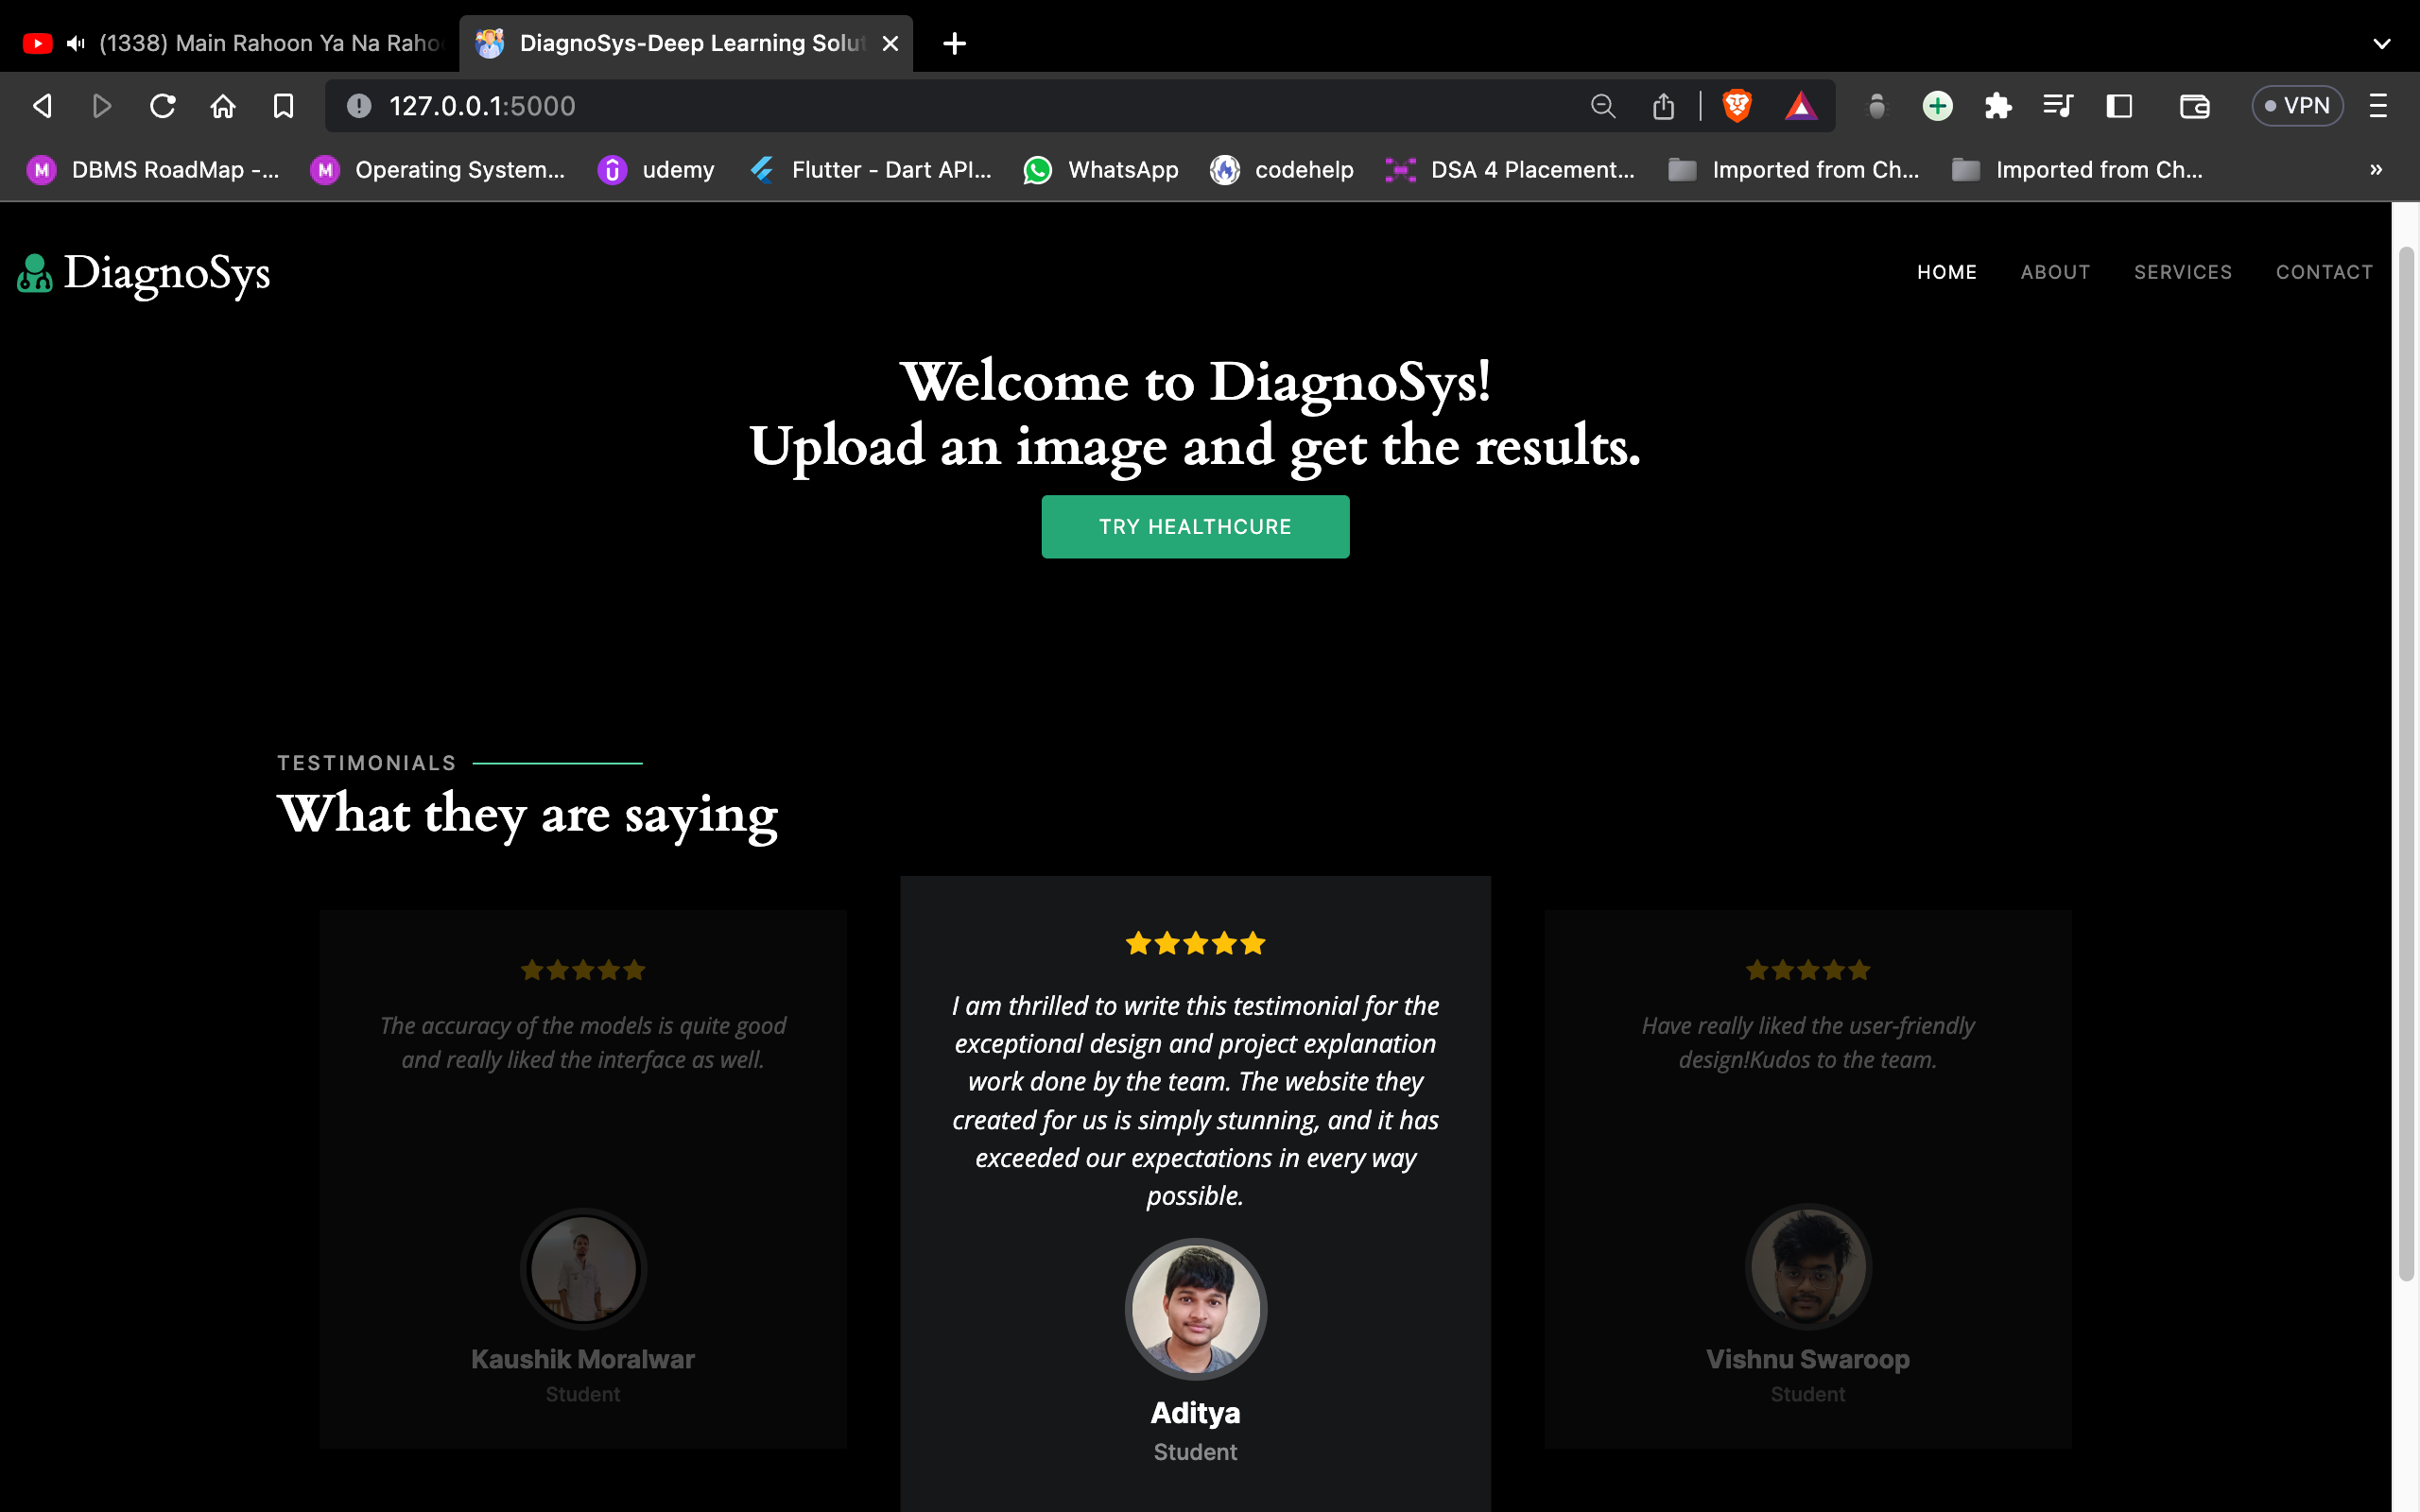 (1338) Main Rahoon Ya Na Raho
DiagnoSys-Deep Learning Solut
127.0.0.1:5000
VPN
DBMS RoadMap -...
Operating System...
udemy
Flutter - Dart API...
WhatsApp
codehelp
DSA 4 Placement...
Imported from Ch...
Imported from Ch...
DiagnoSys
HOME
ABOUT
SERVICES
CONTACT
Welcome to DiagnoSys!
Upload an image and get the results.
TRY HEALTHCURE
TESTIMONIALS
What they are saying
The accuracy of the models is quite good
and really liked the interface as well.
Kaushik Moralwar
Student
I am thrilled to write this testimonial for the
exceptional design and project explanation
work done by the team. The website they
created for us is simply stunning, and it has
exceeded our expectations in every way
possible.
Aditya
Student
Have really liked the user-friendly
design!Kudos to the team.
Vishnu Swaroop
Student